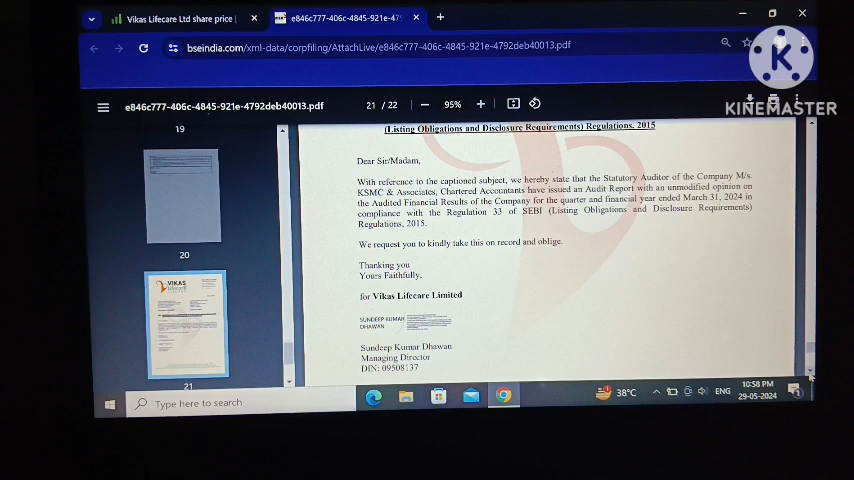 Vikas Lifecare Ltd share price |
e846c777-406c-4845-921e-479
bseindia.com/xml-data/corpfiling/AttachLive/e846c777-406c-4845-921e-4792deb40013.pdf
KINEMASTER
e846c777-406c-4845-921e-4792deb40013.pdf
21 / 22
95%
19
20
VIKAS
Lifecare
21
(Listing Obligations and Disclosure Requirements) Regulations, 2015
Dear Sir/Madam,
With reference to the captioned subject, we hereby state that the Statutory Auditor of the Company M/s.
KSMC & Associates, Chartered Accountants have issued an Audit Report with an unmodified opinion on
the Audited Financial Results of the Company for the quarter and financial year ended March 31, 2024 in
compliance with the Regulation 33 of SEBI (Listing Obligations and Disclosure Requirements)
Regulations, 2015.
We request you to kindly take this on record and oblige.
Thanking you
Yours Faithfully,
for Vikas Lifecare Limited
SUNDEEP KUMAR
DHAWAN
Sundeep Kumar Dhawan
Managing Director
DIN: 09508137
Type here to search
38°C
ENG
10:58 PM
29-05-2024